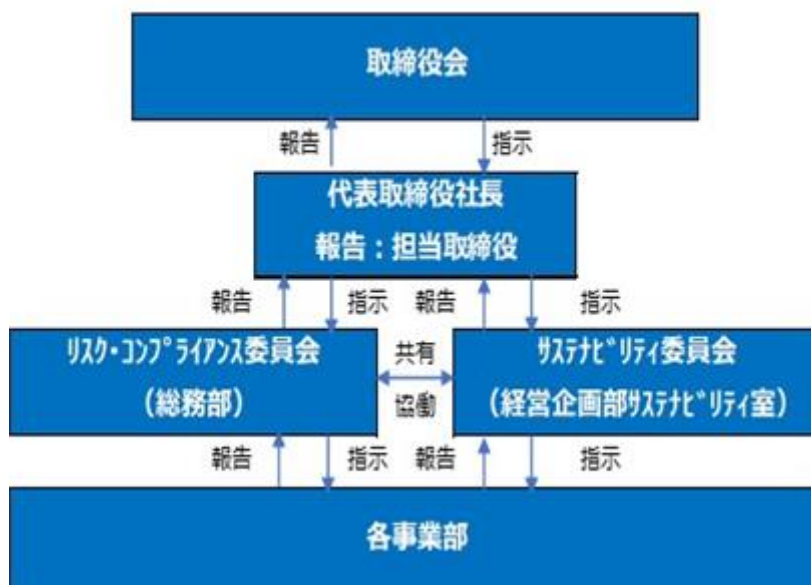 取締役会
報告
指示
代表取締役社長
報告：担当取締役
報告
指示
報告
指示
ﾘｽｸ・ｺﾝﾌﾟﾗｲｱﾝｽ委員会
（総務部）
共有
協働
ｻｽﾃﾅﾋﾞﾘﾃｨ委員会
（経営企画部ｻｽﾃﾅﾋﾞﾘﾃｨ室）
報告
指示
報告
指示
各事業部